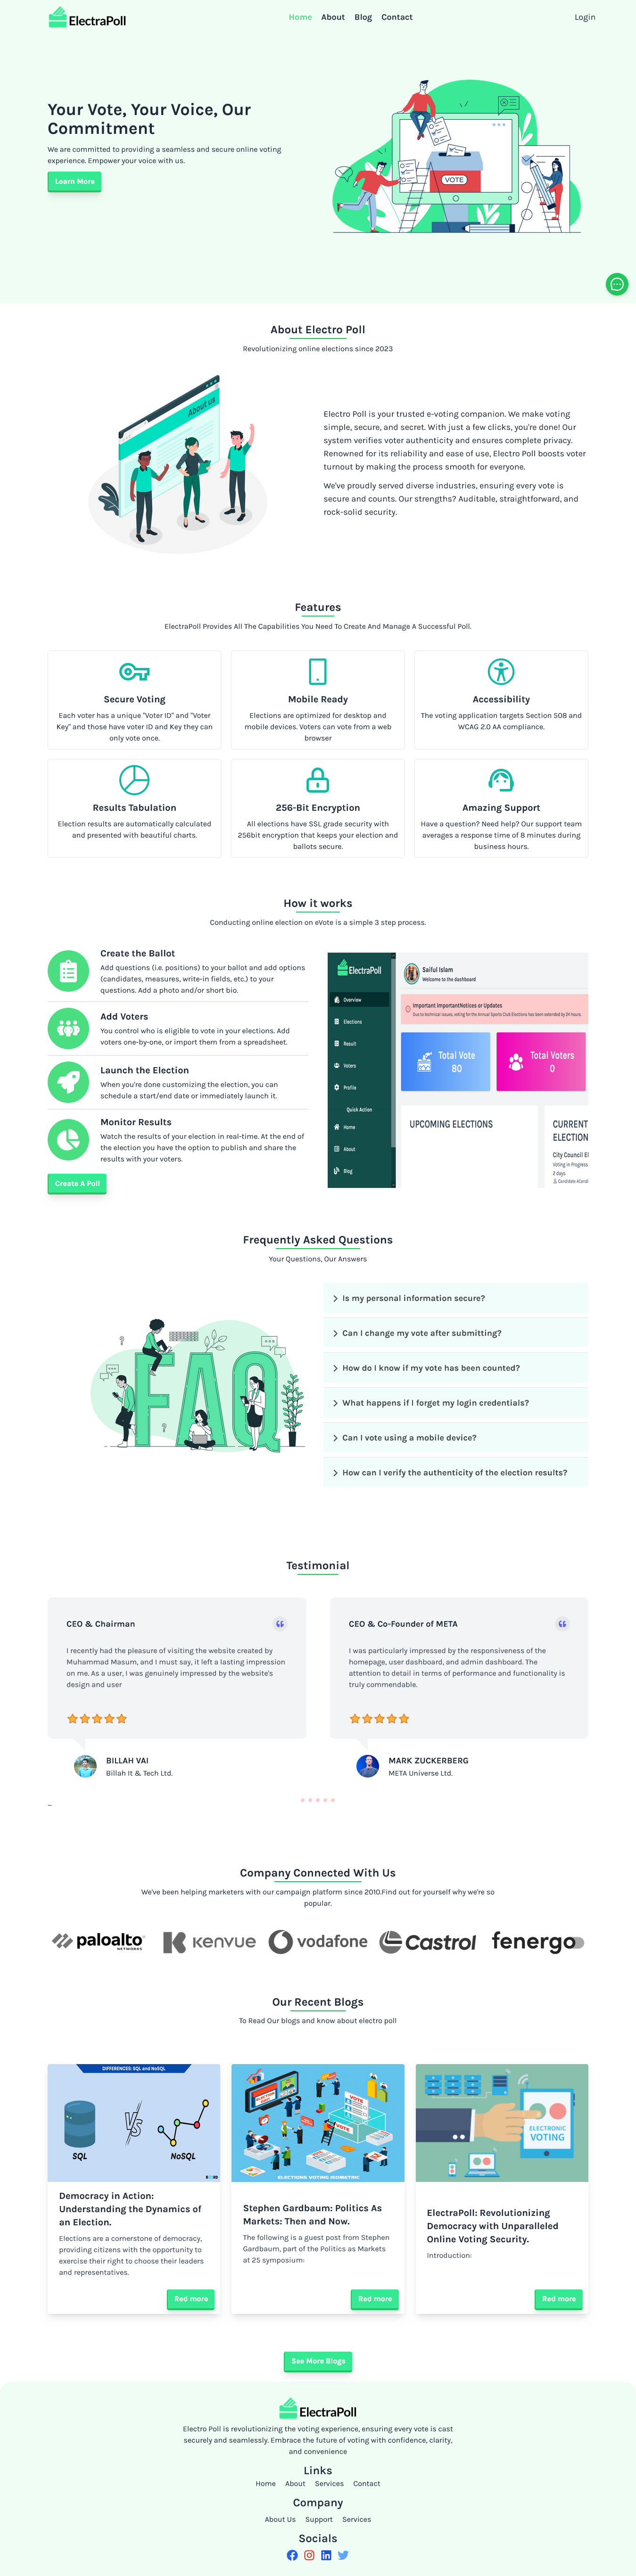 ElectraPoll
Home About Blog Contact
Login
Your Vote, Your Voice, Our
Commitment
We are committed to providing a seamless and secure online voting
experience. Empower your voice with us.
Learn More
VOTE
About Electro Poll
Revolutionizing online elections since 2023
About us
Electro Poll is your trusted e-voting companion. We make voting
simple, secure, and secret. With just a few clicks, you're done! Our
system verifies voter authenticity and ensures complete privacy.
Renowned for its reliability and ease of use, Electro Poll boosts voter
turnout by making the process smooth for everyone.
We've proudly served diverse industries, ensuring every vote is
secure and counts. Our strengths? Auditable, straightforward, and
rock-solid security.
Features
ElectraPoll Provides All The Capabilities You Need To Create And Manage A Successful Poll.
Secure Voting
Each voter has a unique "Voter ID" and "Voter
Key" and those have voter ID and Key they can
only vote once.
Mobile Ready
Elections are optimized for desktop and
mobile devices. Voters can vote from a web
browser
Accessibility
The voting application targets Section 508 and
WCAG 2.0 AA compliance.
Results Tabulation
Election results are automatically calculated
and presented with beautiful charts.
256-Bit Encryption
All elections have SSL grade security with
256bit encryption that keeps your election and
ballots secure.
Amazing Support
Have a question? Need help? Our support team
averages a response time of 8 minutes during
business hours.
How it works
Conducting online election on eVote is a simple 3 step process.
Create the Ballot
Add questions (i.e. positions) to your ballot and add options
(candidates, measures, write-in fields, etc.) to your
questions. Add a photo and/or short bio.
Add Voters
You control who is eligible to vote in your elections. Add
voters one-by-one, or import them from a spreadsheet.
Launch the Election
When you're done customizing the election, you can
schedule a start/end date or immediately launch it.
Monitor Results
Watch the results of your election in real-time. At the end of
the election you have the option to publish and share the
results with your voters.
Create A Poll
ElectraPoll
Overview
Elections
Result
Voters
Profile
Quick Action
Home
About
Blog
Saiful Islam
Welcome to the dashboard
Important ImportantNotices or Updates
Due to technical issues, voting for the Annual Sports Club Elections has been extended by 24 hours.
Total Vote
80
Total Voters
0
UPCOMING ELECTIONS
CURRENT
ELECTION
City Council El
Voting in Progress
2 days
Frequently Asked Questions
Your Questions, Our Answers
FAQ
Is my personal information secure?
Can I change my vote after submitting?
How do I know if my vote has been counted?
What happens if I forget my login credentials?
Can I vote using a mobile device?
How can I verify the authenticity of the election results?
Testimonial
CEO & Chairman
I recently had the pleasure of visiting the website created by
Muhammad Masum, and I must say, it left a lasting impression
on me. As a user, I was genuinely impressed by the website's
design and user
BILLAH VAI
Billah It & Tech Ltd.
CEO & Co-Founder of META
I was particularly impressed by the responsiveness of the
homepage, user dashboard, and admin dashboard. The
attention to detail in terms of performance and functionality is
truly commendable.
MARK ZUCKERBERG
META Universe Ltd.
Company Connected With Us
We've been helping marketers with our campaign platform since 2010.Find out for yourself why we're so
popular.
paloalto
NETWORKS
kenvue
vodafone
Castrol
fenergo
Our Recent Blogs
To Read Our blogs and know about electro poll
DIFFERENCES: SQL and NoSQL
SQL
VS
NoSQL
Democracy in Action:
Understanding the Dynamics of
an Election.
Elections are a cornerstone of democracy,
providing citizens with the opportunity to
exercise their right to choose their leaders
and representatives.
Red more
VOTE
VOTE
ELECTIONS VOTING ISOMETRIC
Stephen Gardbaum: Politics As
Markets: Then and Now.
The following is a guest post from Stephen
Gardbaum, part of the Politics as Markets
at 25 symposium:
Red more
ELECTRONIC
VOTING
ElectraPoll: Revolutionizing
Democracy with Unparalleled
Online Voting Security.
Introduction:
Red more
See More Blogs
ElectraPoll
Electro Poll is revolutionizing the voting experience, ensuring every vote is cast
securely and seamlessly. Embrace the future of voting with confidence, clarity,
and convenience
Links
Home About Services Contact
Company
About Us Support Services
Socials